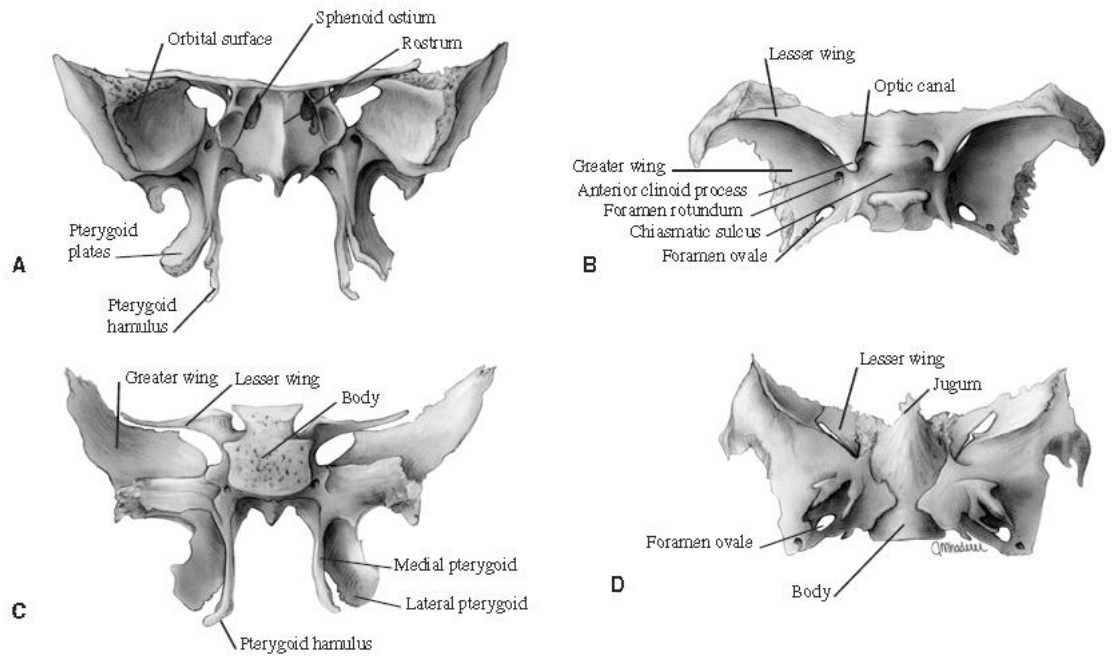 Sphenoid ostium
Orbital surface
Rostrum
Pterygoid
plates
A
Pterygoid
hamulus
Lesser wing
Optic canal
Greater wing
Anterior clinoid process
Foramen rotundum
Chiasmatic sulcus
Foramen ovale
B
Greater wing
Lesser wing
Body
Medial pterygoid
Lateral pterygoid
C
Pterygoid hamulus
Lesser wing
Jugum
Foramen ovale
D
Body